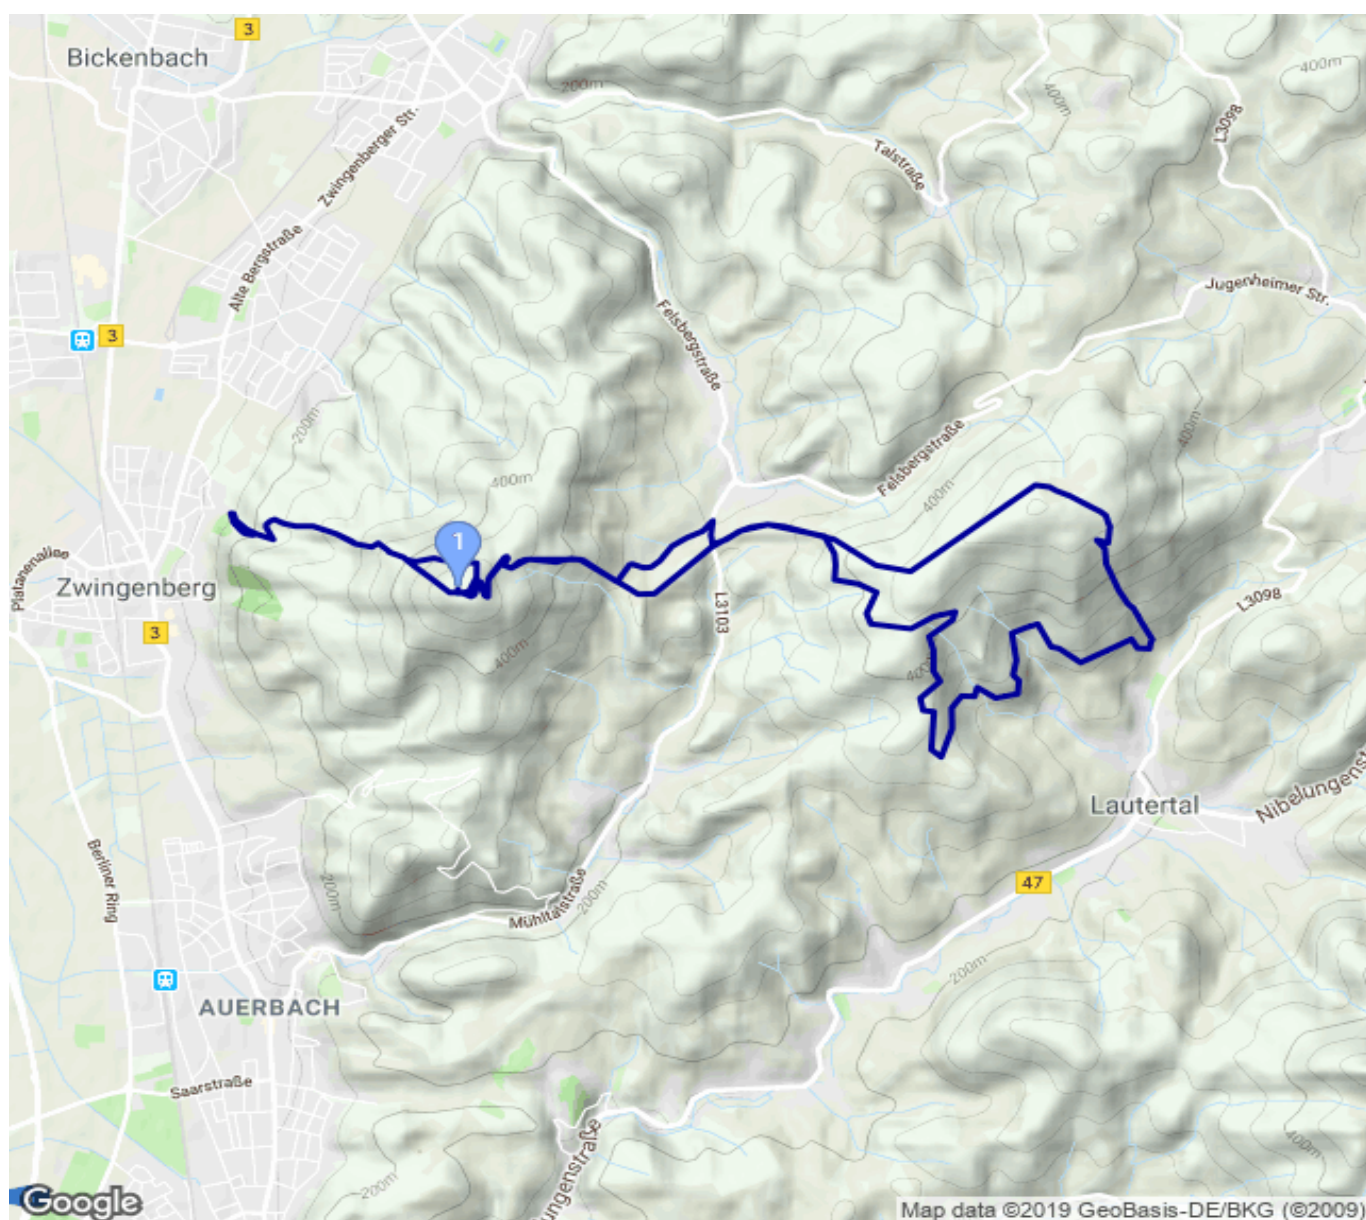 3
Bickenbach
400m
200m
400m
L3098
Zwingenberger Str.
Talstraße
Alte Bergstraße
Jugenheimer Str.
Felsbergstraße
3
200m
400m
Felsbergstraße
400m
400m
1
Platanenallee
Zwingenberg
L3103
L3098
3
400m
400
Lautertal
Nibelungenst
Berliner Ring
47
Mühltalstraße
200m
200m
200m
AUERBACH
Saarstraße
ungenstraße
400m
200m
Google
Map data ©2019 GeoBasis-DE/BKG (©2009)